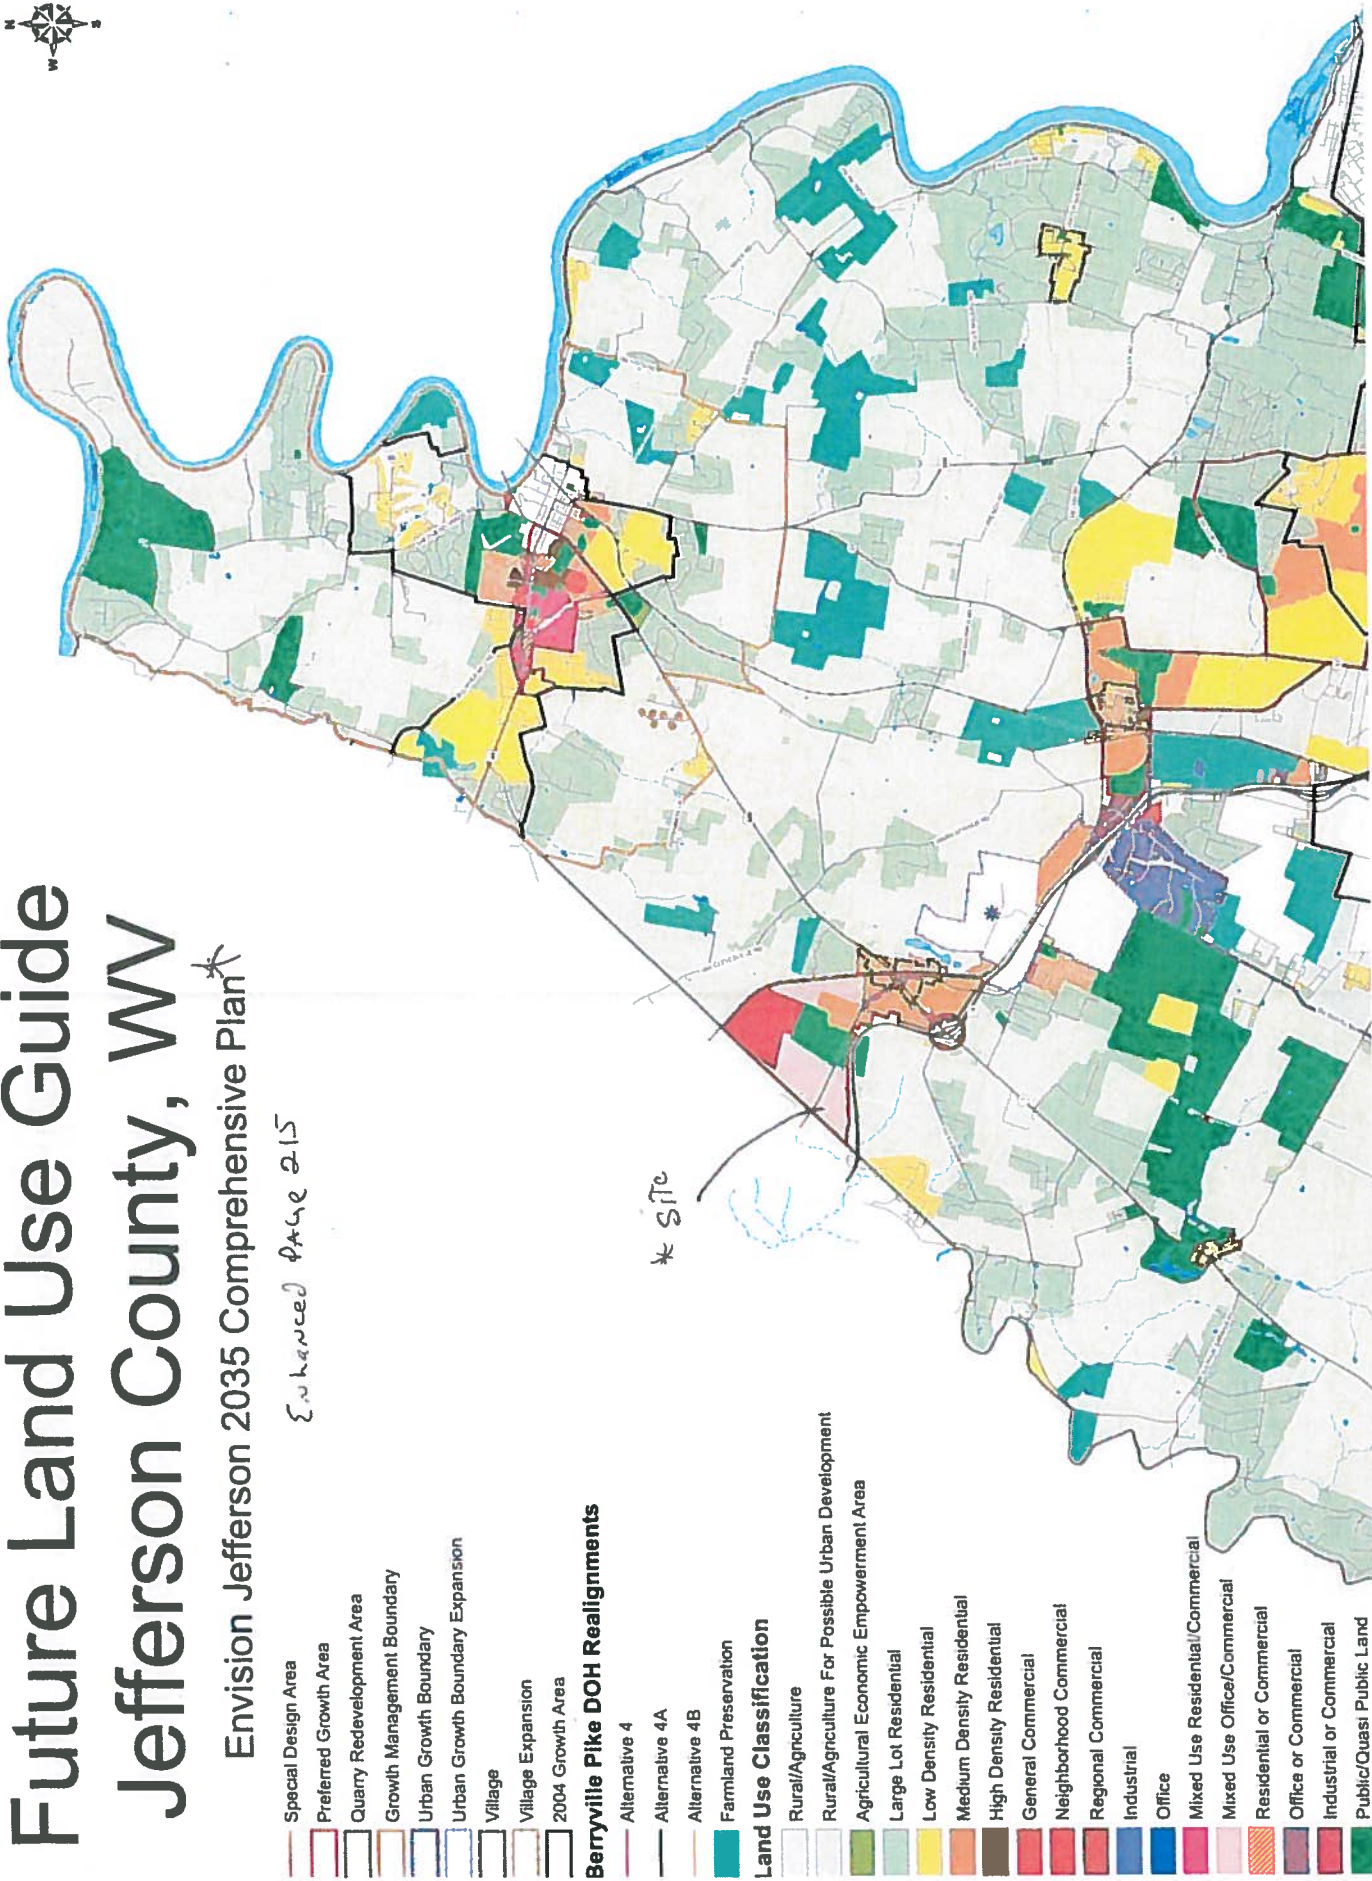 Future Land Use Guide
Jefferson County, WV
Envision Jefferson 2035 Comprehensive Plan*
Enhanced PAGE 215
* SITE
N
S
W
Special Design Area
Preferred Growth Area
Quarry Redevelopment Area
Growth Management Boundary
Urban Growth Boundary
Urban Growth Boundary Expansion
Village
Village Expansion
2004 Growth Area
Berryville Pike DOH Realignments
Alternative 4
Alternative 4A
Alternative 4B
Farmland Preservation
Land Use Classification
Rural/Agriculture
Rural/Agriculture For Possible Urban Development
Agricultural Economic Empowerment Area
Large Lot Residential
Low Density Residential
Medium Density Residential
High Density Residential
General Commercial
Neighborhood Commercial
Regional Commercial
Industrial
Office
Mixed Use Residential/Commercial
Mixed Use Office/Commercial
Residential or Commercial
Office or Commercial
Industrial or Commercial
Public/Quasi Public Land